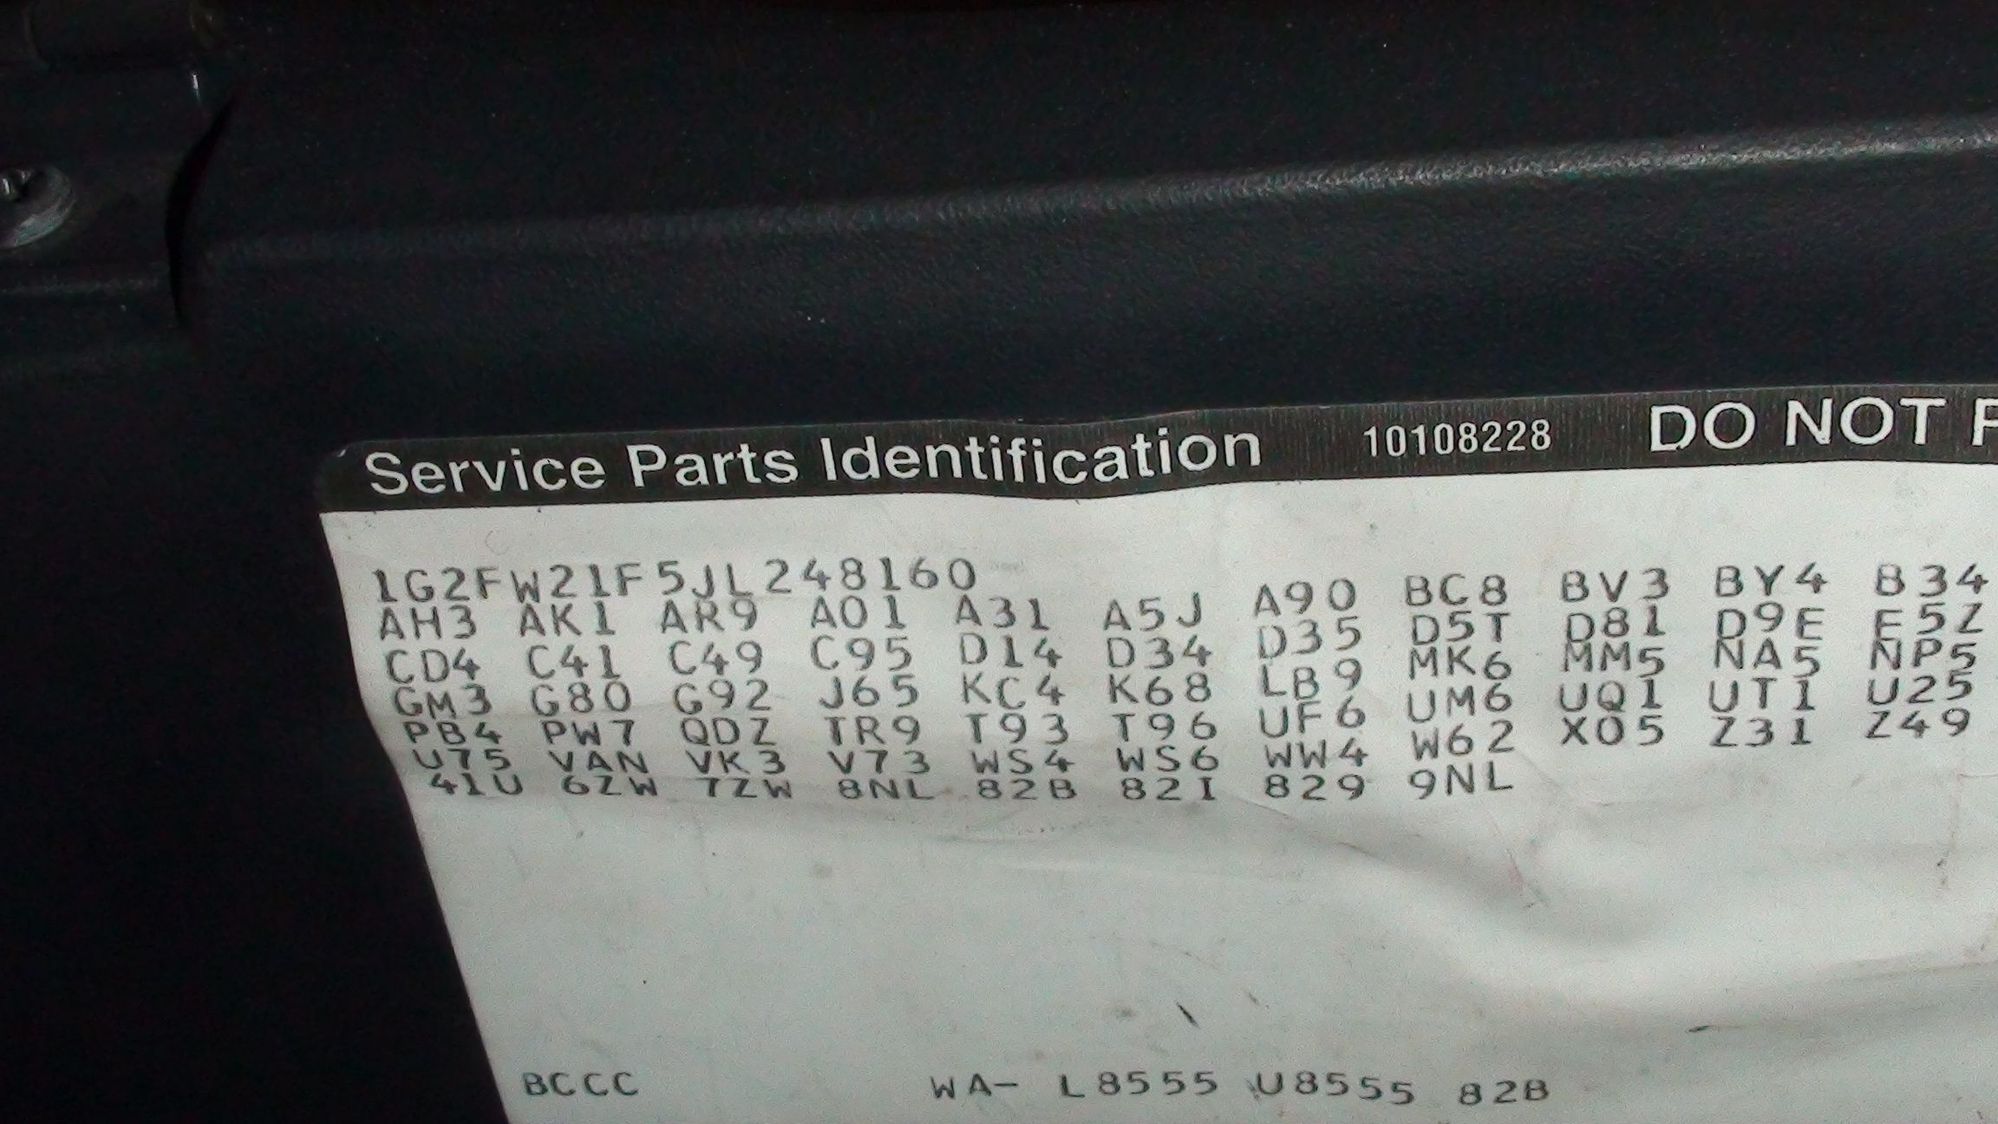 Service Parts Identification 10108228 DO NOT
1G2FW21F5JL248160
AH3 AK1 AR9 A01 A31 A5J A90 BC8 BV3 BY4 B34
CD4 C41 C49 C95 D14 D34 D35 D5T D81 D9E E5Z
GM3 G80 G92 J65 KC4 K68 LB9 MK6 MM5 NA5 NP5
PB4 PW7 QDZ TR9 T93 T96 UF6 UM6 UQ1 UT1 U25
U75 VAN VK3 V73 WS4 WS6 WW4 W62 X05 Z31 Z49
41U 6ZW 7ZW 8NL 82B 82I 829 9NL
BCCC WA- L8555 U8555 82B